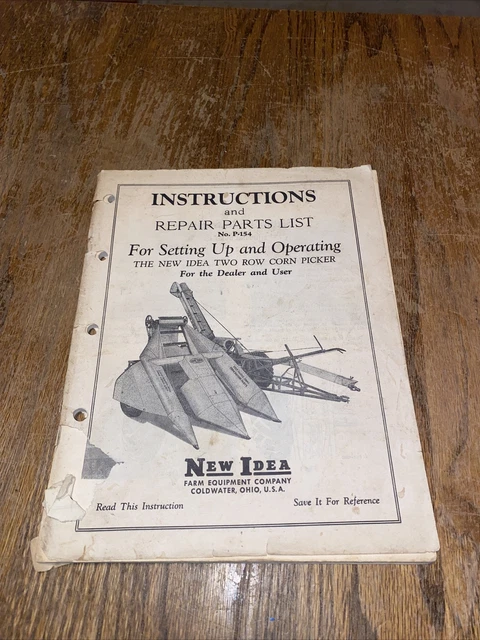 INSTRUCTIONS
and
REPAIR PARTS LIST
No. P-154
For Setting Up and Operating
THE NEW IDEA TWO ROW CORN PICKER
For the Dealer and User
NEW IDEA
FARM EQUIPMENT COMPANY
COLDWATER, OHIO, U.S.A.
Read This Instruction
Save It For Reference